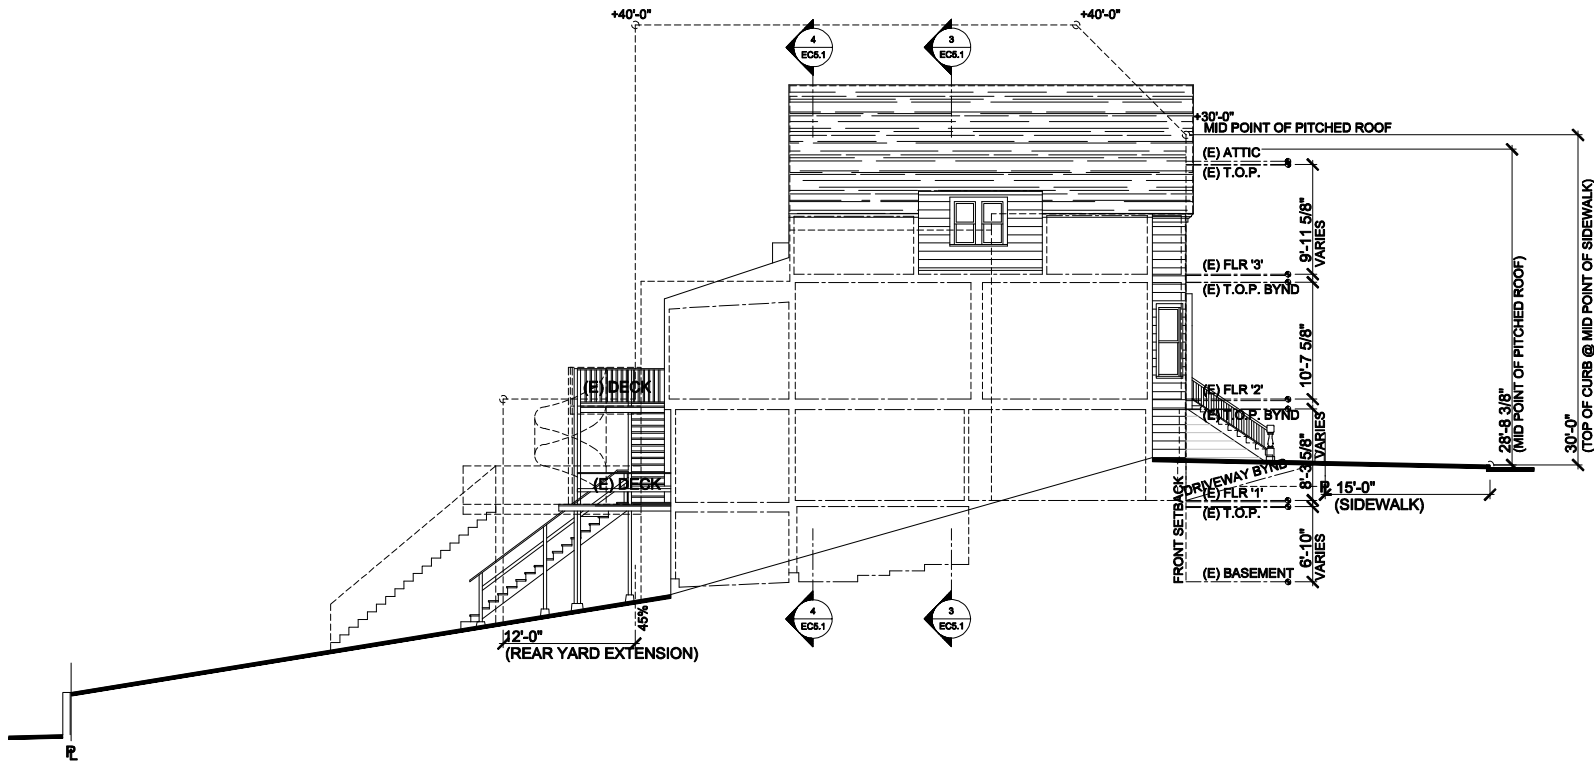 +40'-0"
+40'-0"
4
EC5.1
3
EC5.1
+30'-0"
MID POINT OF PITCHED ROOF
(E) ATTIC
(E) T.O.P.
9'-11 5/8"
VARIES
(E) FLR '3'
(E) T.O.P. BYND
10'-7 5/8"
(E) FLR '2'
(E) T.O.P. BYND
8'-3 5/8"
VARIES
DRIVEWAY BYND
(E) FLR '1'
(E) T.O.P.
6'-10"
VARIES
(E) BASEMENT
FRONT SETBACK
PL 15'-0"
(SIDEWALK)
28'-8 3/8"
(MID POINT OF PITCHED ROOF)
30'-0"
(TOP OF CURB @ MID POINT OF SIDEWALK)
(E) DECK
(E) DECK
45%
12'-0"
(REAR YARD EXTENSION)
4
EC5.1
3
EC5.1
PL